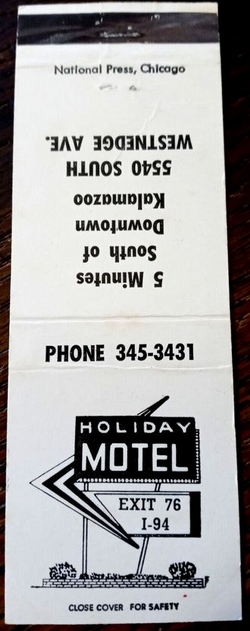 National Press, Chicago
5 Minutes
South of
Downtown
Kalamazoo
5540 SOUTH
WESTNEDGE AVE.
PHONE 345-3431
HOLIDAY
MOTEL
EXIT 76
I-94
CLOSE COVER FOR SAFETY